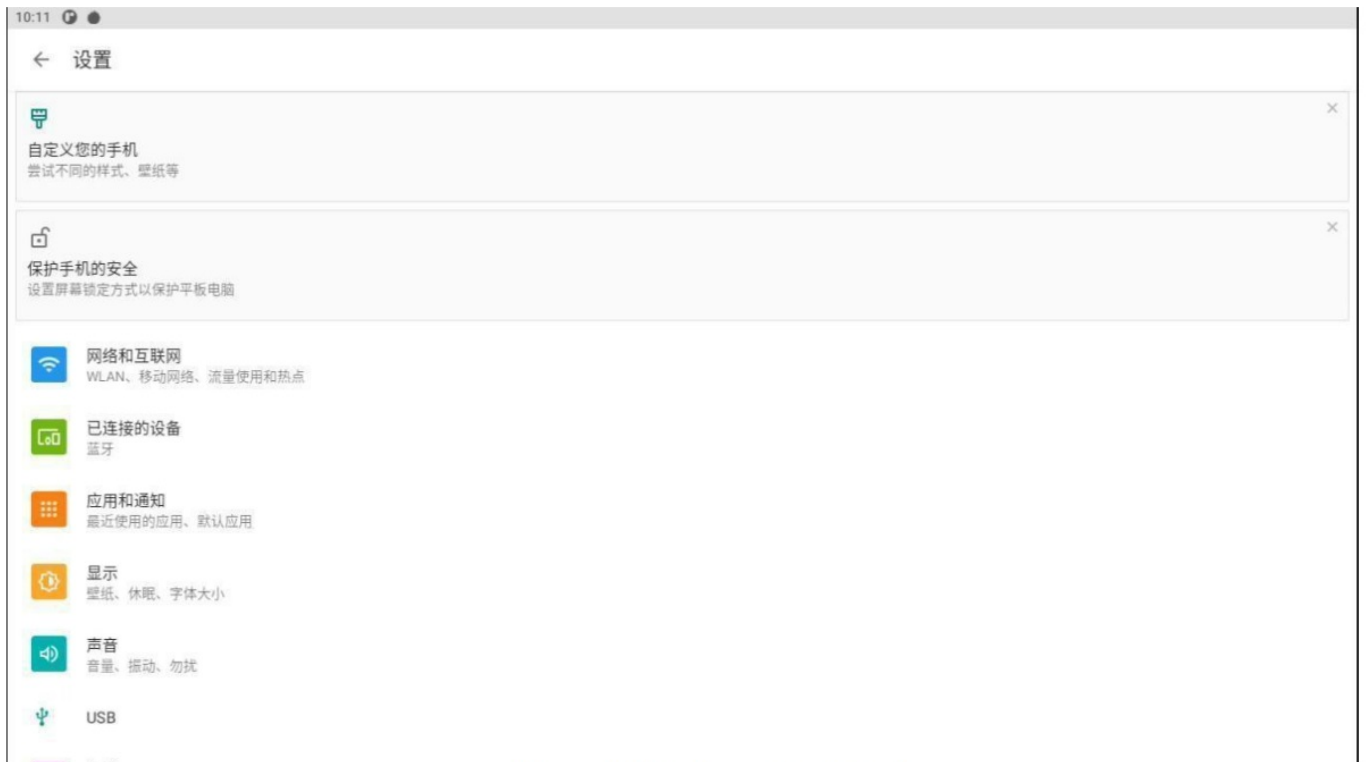 10:11
设置
自定义您的手机
尝试不同的样式、壁纸等
保护手机的安全
设置屏幕锁定方式以保护平板电脑
网络和互联网
WLAN、移动网络、流量使用和热点
已连接的设备
蓝牙
应用和通知
最近使用的应用、默认应用
显示
壁纸、休眠、字体大小
声音
音量、振动、勿扰
USB